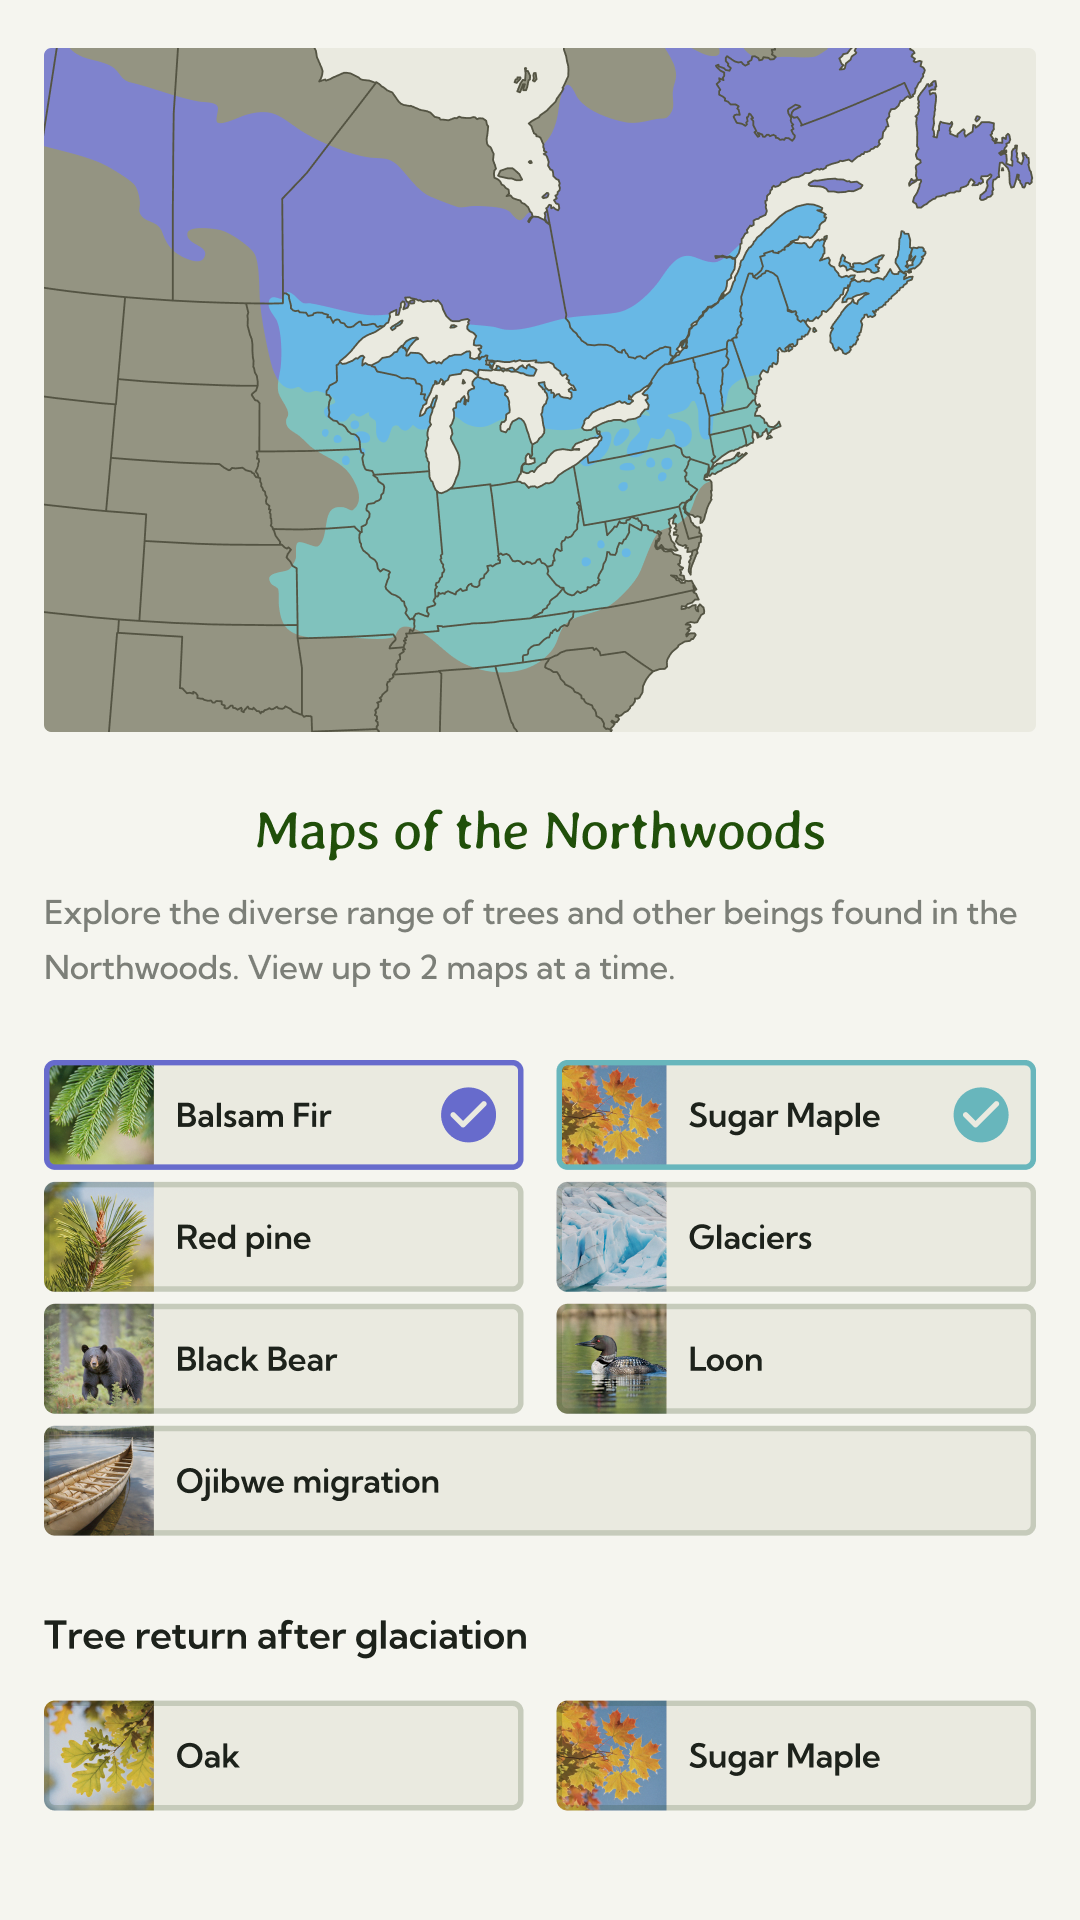 Maps of the Northwoods
Explore the diverse range of trees and other beings found in the
Northwoods. View up to 2 maps at a time.
Balsam Fir
Sugar Maple
Red pine
Glaciers
Black Bear
Loon
Ojibwe migration
Tree return after glaciation
Oak
Sugar Maple